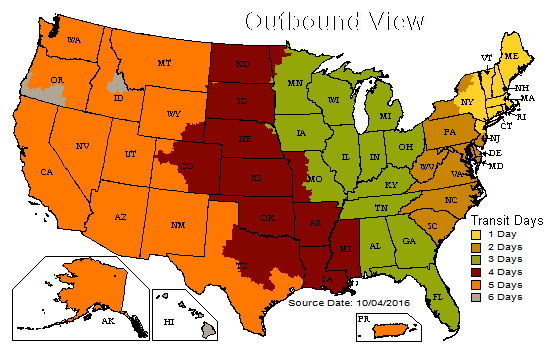 Outbound View
WA
MT
ND
MN
VT
ME
OR
ID
SD
WI
MI
NY
NH
MA
RI
CT
WY
NE
IA
PA
NJ
DE
MD
NV
UT
CO
KS
MO
IL
IN
OH
WV
VA
KY
CA
AZ
NM
OK
AR
TN
NC
SC
TX
LA
MS
AL
GA
FL
AK
HI
PR
Transit Days
1 Day
2 Days
3 Days
4 Days
5 Days
6 Days
Source Date: 10/04/2016